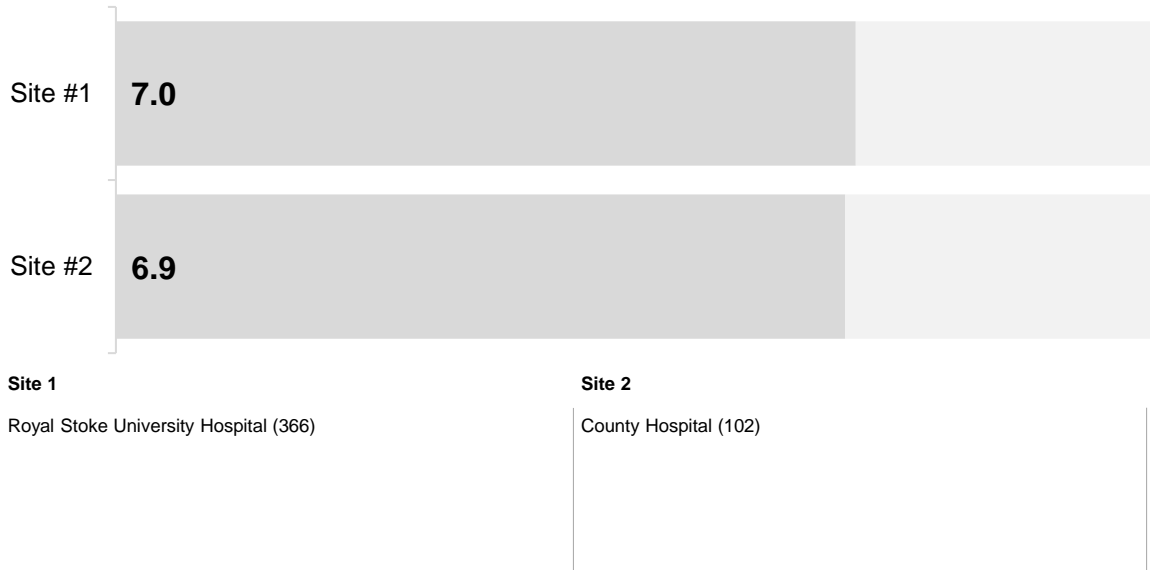 Site #1
7.0
Site #2
6.9
Site 1
Site 2
Royal Stoke University Hospital (366)
County Hospital (102)